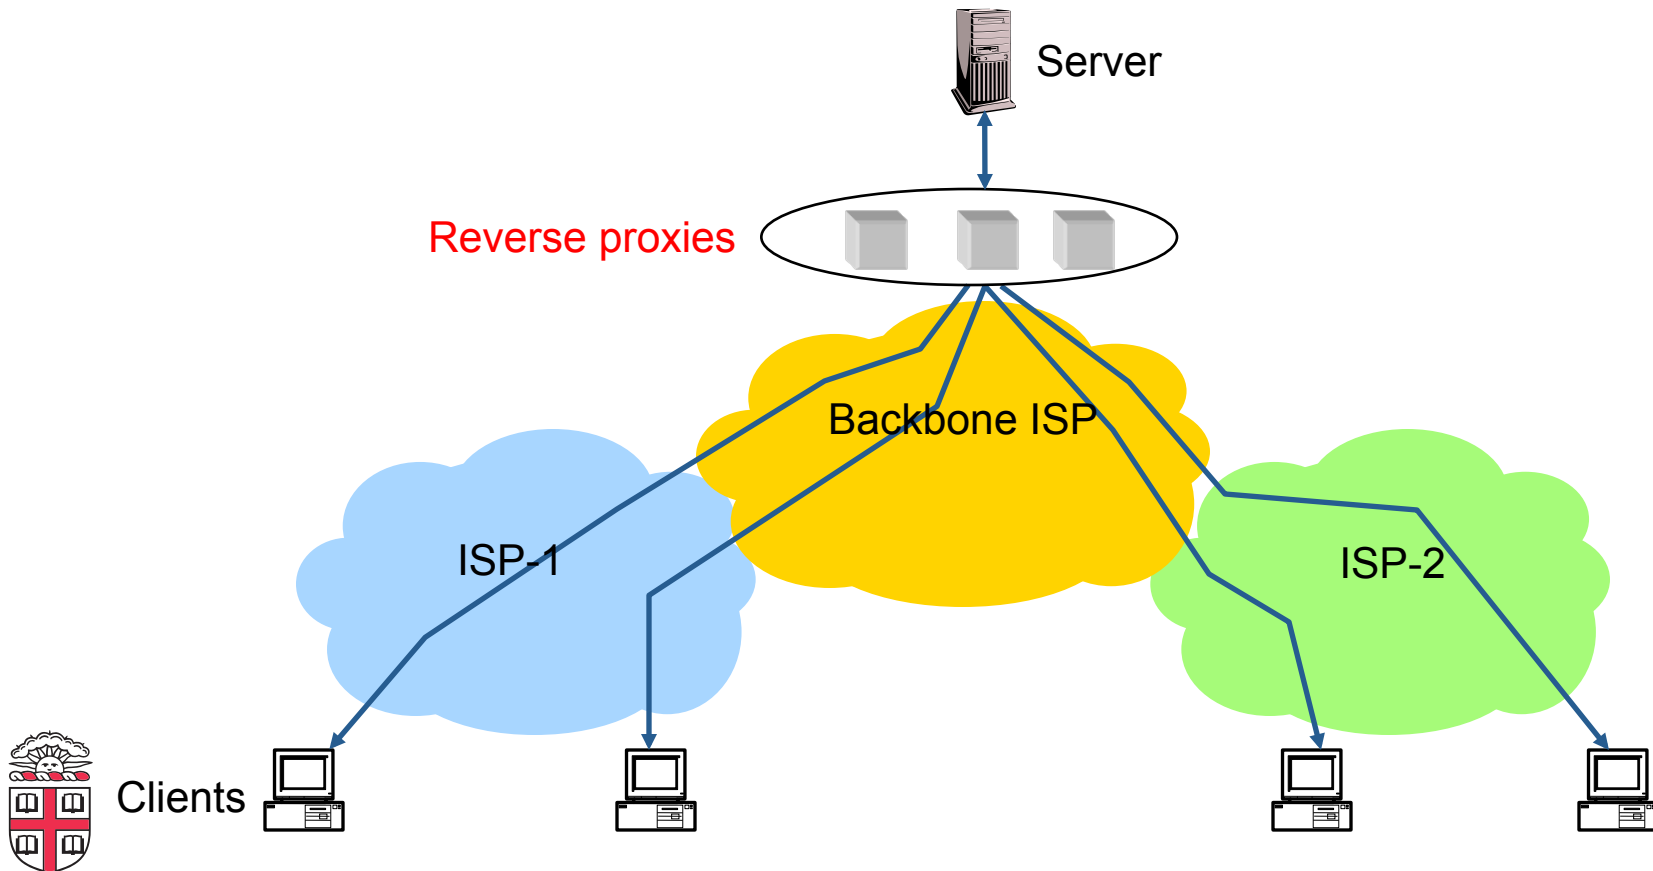 Server
Reverse proxies
Backbone ISP
ISP-1
ISP-2
Clients